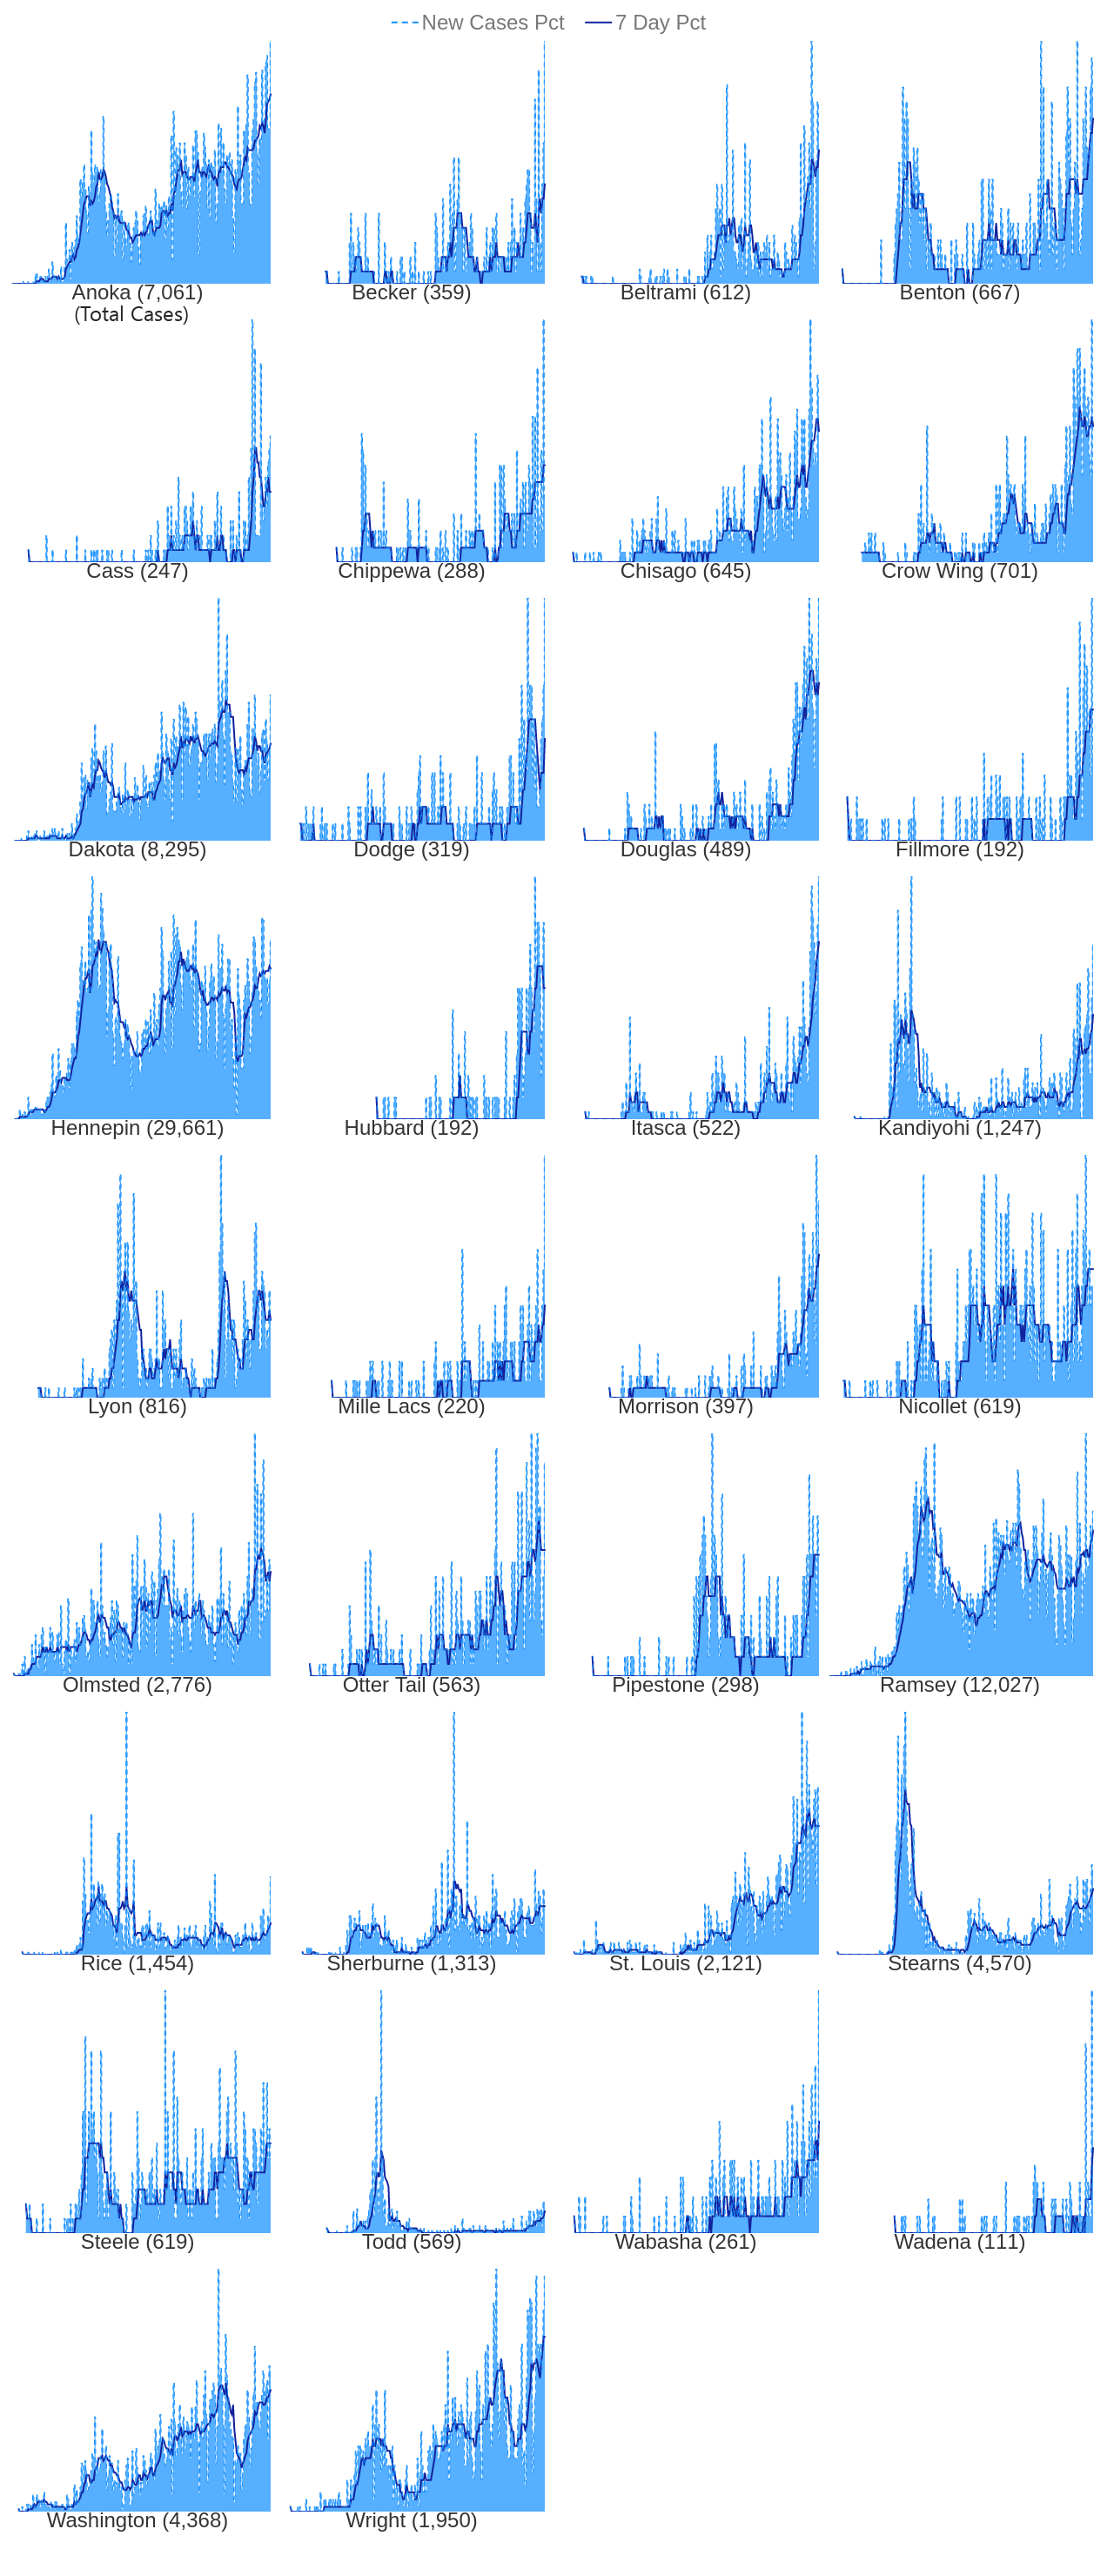 New Cases Pct 7 Day Pct
Anoka (7,061) Becker (359) Beltrami (612) Benton (667)
(Total Cases)
Cass (247) Chippewa (288) Chisago (645) Crow Wing (701)
Dakota (8,295) Dodge (319) Douglas (489) Fillmore (192)
Hennepin (29,661) Hubbard (192) Itasca (522) Kandiyohi (1,247)
Lyon (816) Mille Lacs (220) Morrison (397) Nicollet (619)
Olmsted (2,776) Otter Tail (563) Pipestone (298) Ramsey (12,027)
Rice (1,454) Sherburne (1,313) St. Louis (2,121) Stearns (4,570)
Steele (619) Todd (569) Wabasha (261) Wadena (111)
Washington (4,368) Wright (1,950)